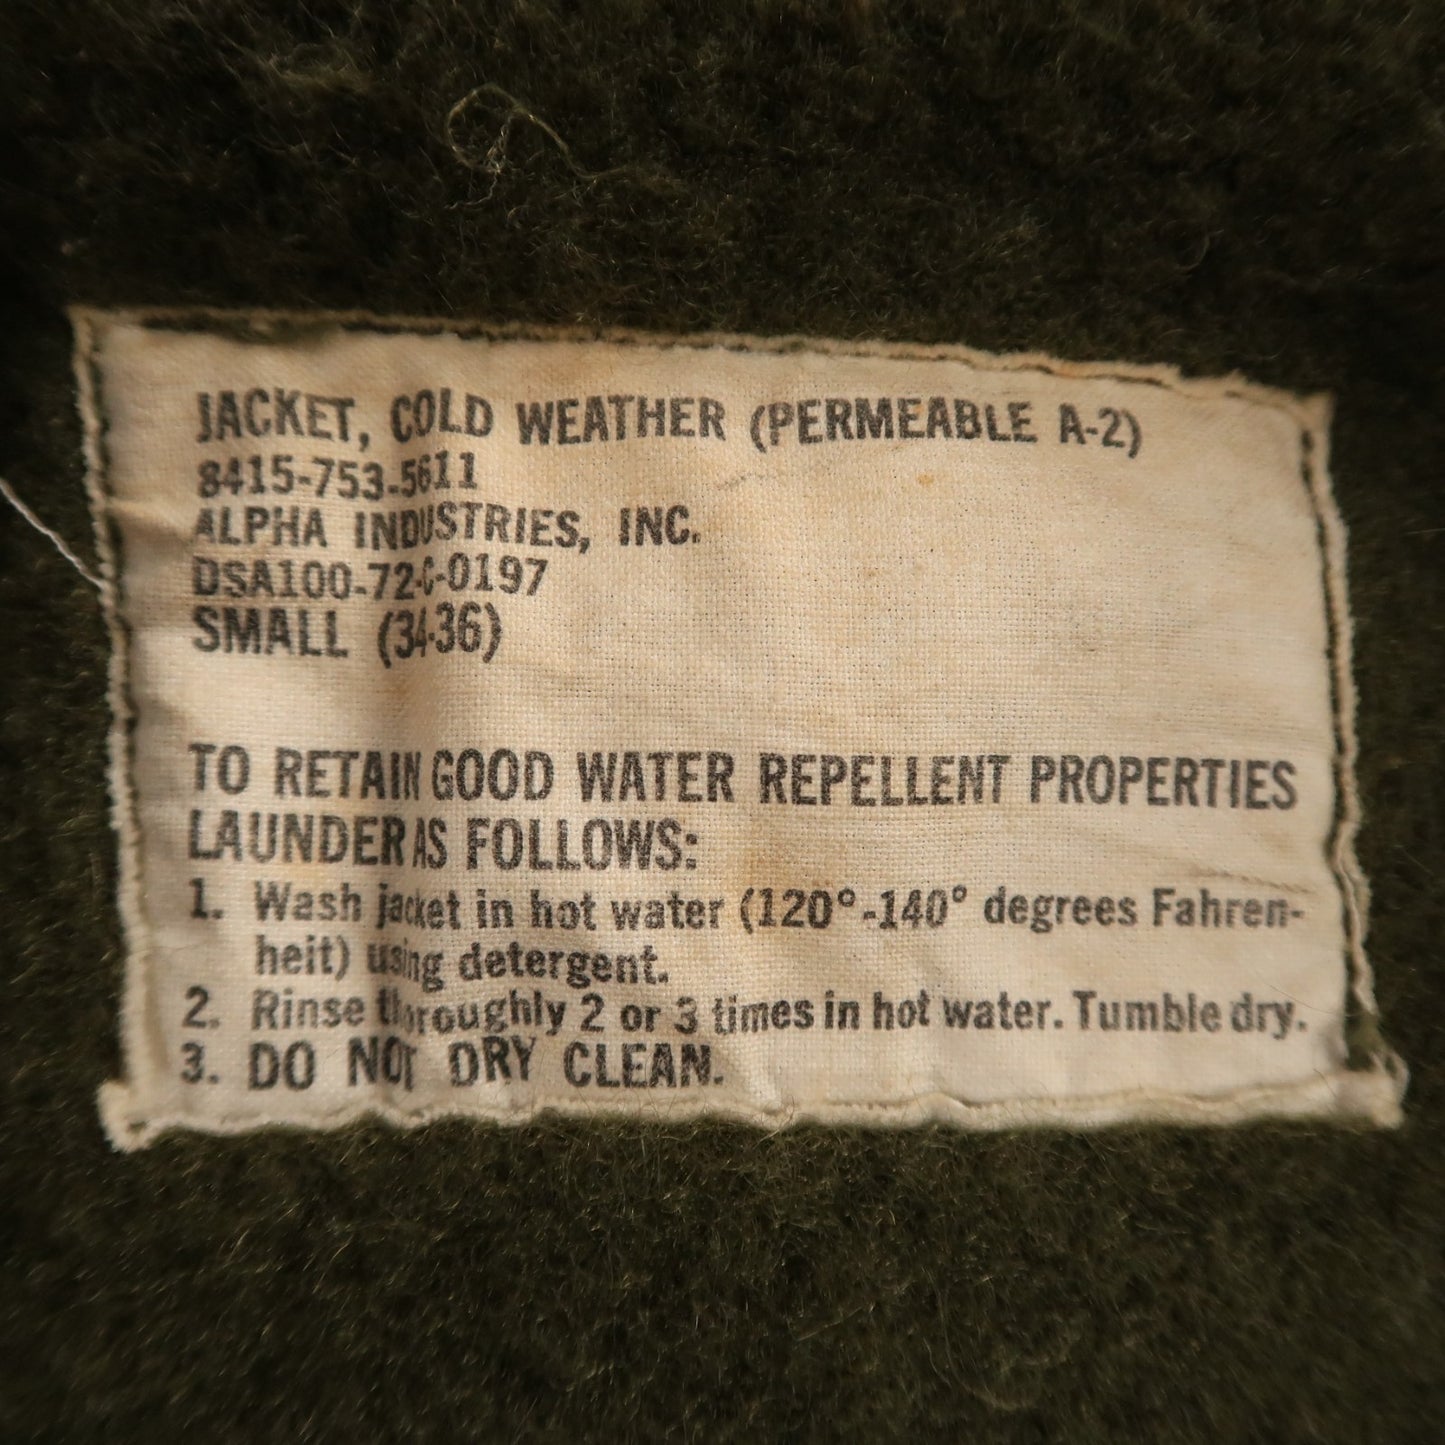 JACKET, COLD WEATHER (PERMEABLE A-2)
8415-753-5611
ALPHA INDUSTRIES, INC.
DSA100-72-C-0197
SMALL (34-36)
TO RETAIN GOOD WATER REPELLENT PROPERTIES
LAUNDER AS FOLLOWS:
1. Wash jacket in hot water (120°-140° degrees Fahren-
heit) using detergent.
2. Rinse thoroughly 2 or 3 times in hot water. Tumble dry.
3. DO NOT DRY CLEAN.